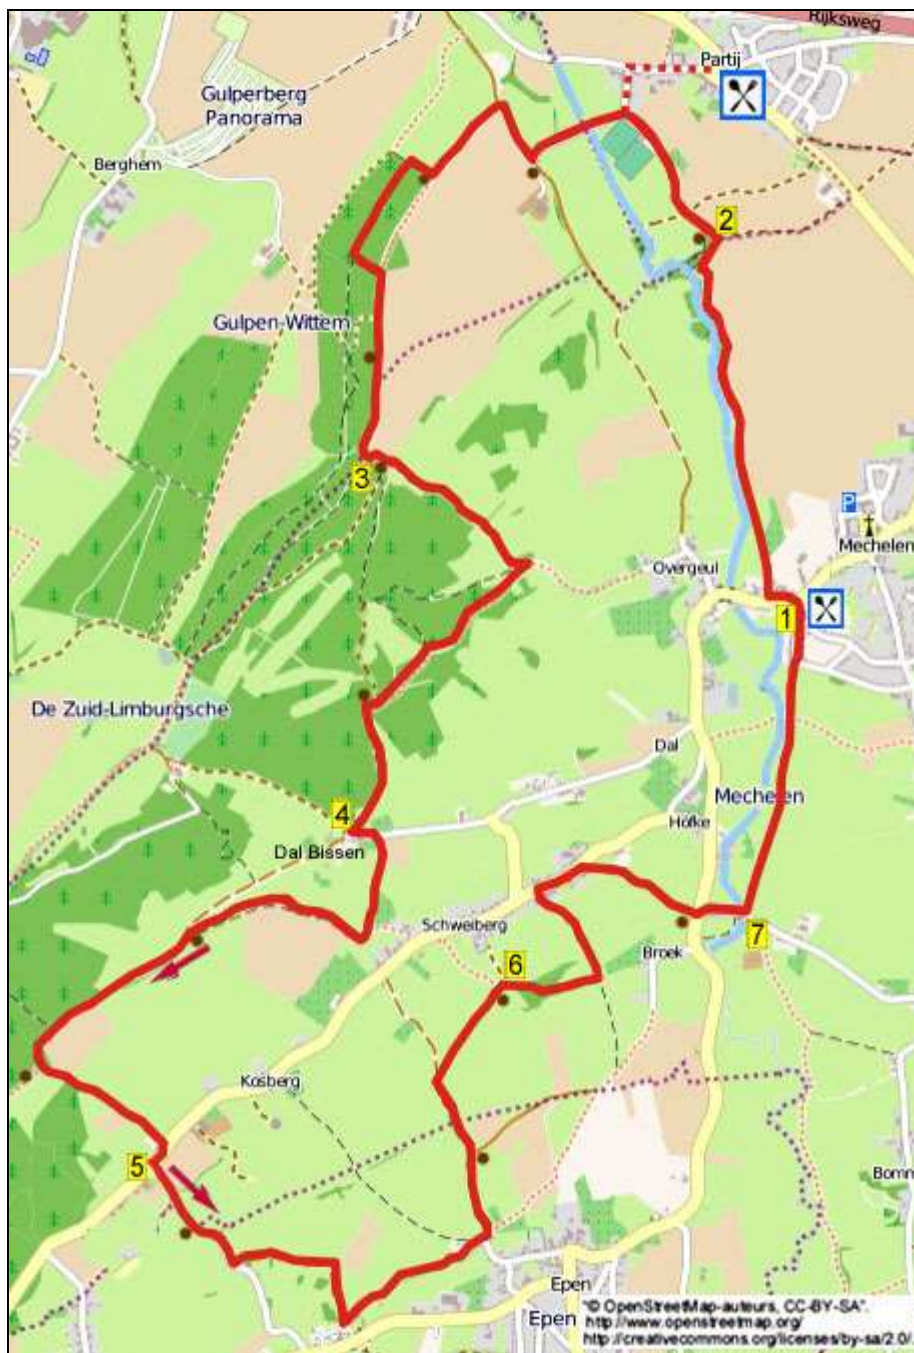 Rijksweg
Partij
Gulperberg
Panorama
Berghem
2
Gulpen-Wittem
3
P
Mechelen
Overgeul
1
De Zuid-Limburgsche
Dal
Mechelen
4
Hofke
Dal Bissen
Schweiberg
7
Broek
6
Kosberg
5
Bomm
Epen
Epen
"© OpenStreetMap-auteurs, CC-BY-SA".
http://www.openstreetmap.org/
http://creativecommons.org/licenses/by-sa/2.0/.